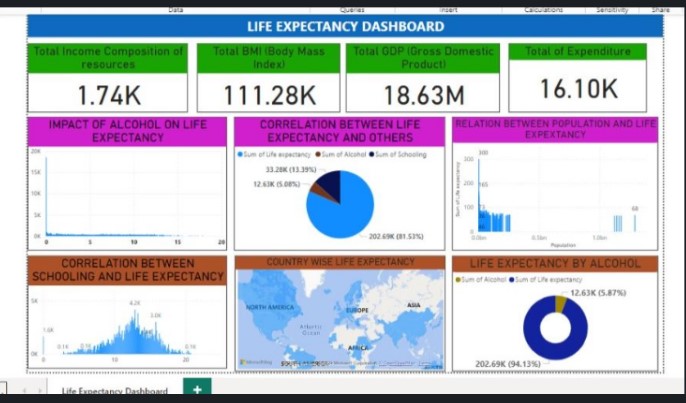 Data
Queries
Insert
Calculations
Sensitivity
Share
LIFE EXPECTANCY DASHBOARD
Total Income Composition of
resources
1.74K
Total BMI (Body Mass
Index)
111.28K
Total GDP (Gross Domestic
Product)
18.63M
Total of Expenditure
16.10K
IMPACT OF ALCOHOL ON LIFE
EXPECTANCY
20K
15K
10K
5K
0K
0 5 10 15 20
CORRELATION BETWEEN LIFE
EXPECTANCY AND OTHERS
Sum of Life expectancy Sum of Alcohol Sum of Schooling
33.28K (13.39%)
12.63K (5.08%)
202.69K (81.53%)
RELATION BETWEEN POPULATION AND LIFE
EXPEXTANCY
Sum of Life expectancy
300
200
100
0
300
165
68
0.00bn 0.50bn 1.00bn
Population
CORRELATION BETWEEN
SCHOOLING AND LIFE EXPECTANCY
5K
0K
1.6K
0.1K
0.1K
4.2K
3.0K
0.1K
0 10 20
COUNTRY WISE LIFE EXPECTANCY
NORTH AMERICA
EUROPE
ASIA
Atlantic
Ocean
AFRICA
LIFE EXPECTANCY BY ALCOHOL
Sum of Alcohol Sum of Life expectancy
12.63K (5.87%)
202.69K (94.13%)
Life Expectancy Dashboard
+